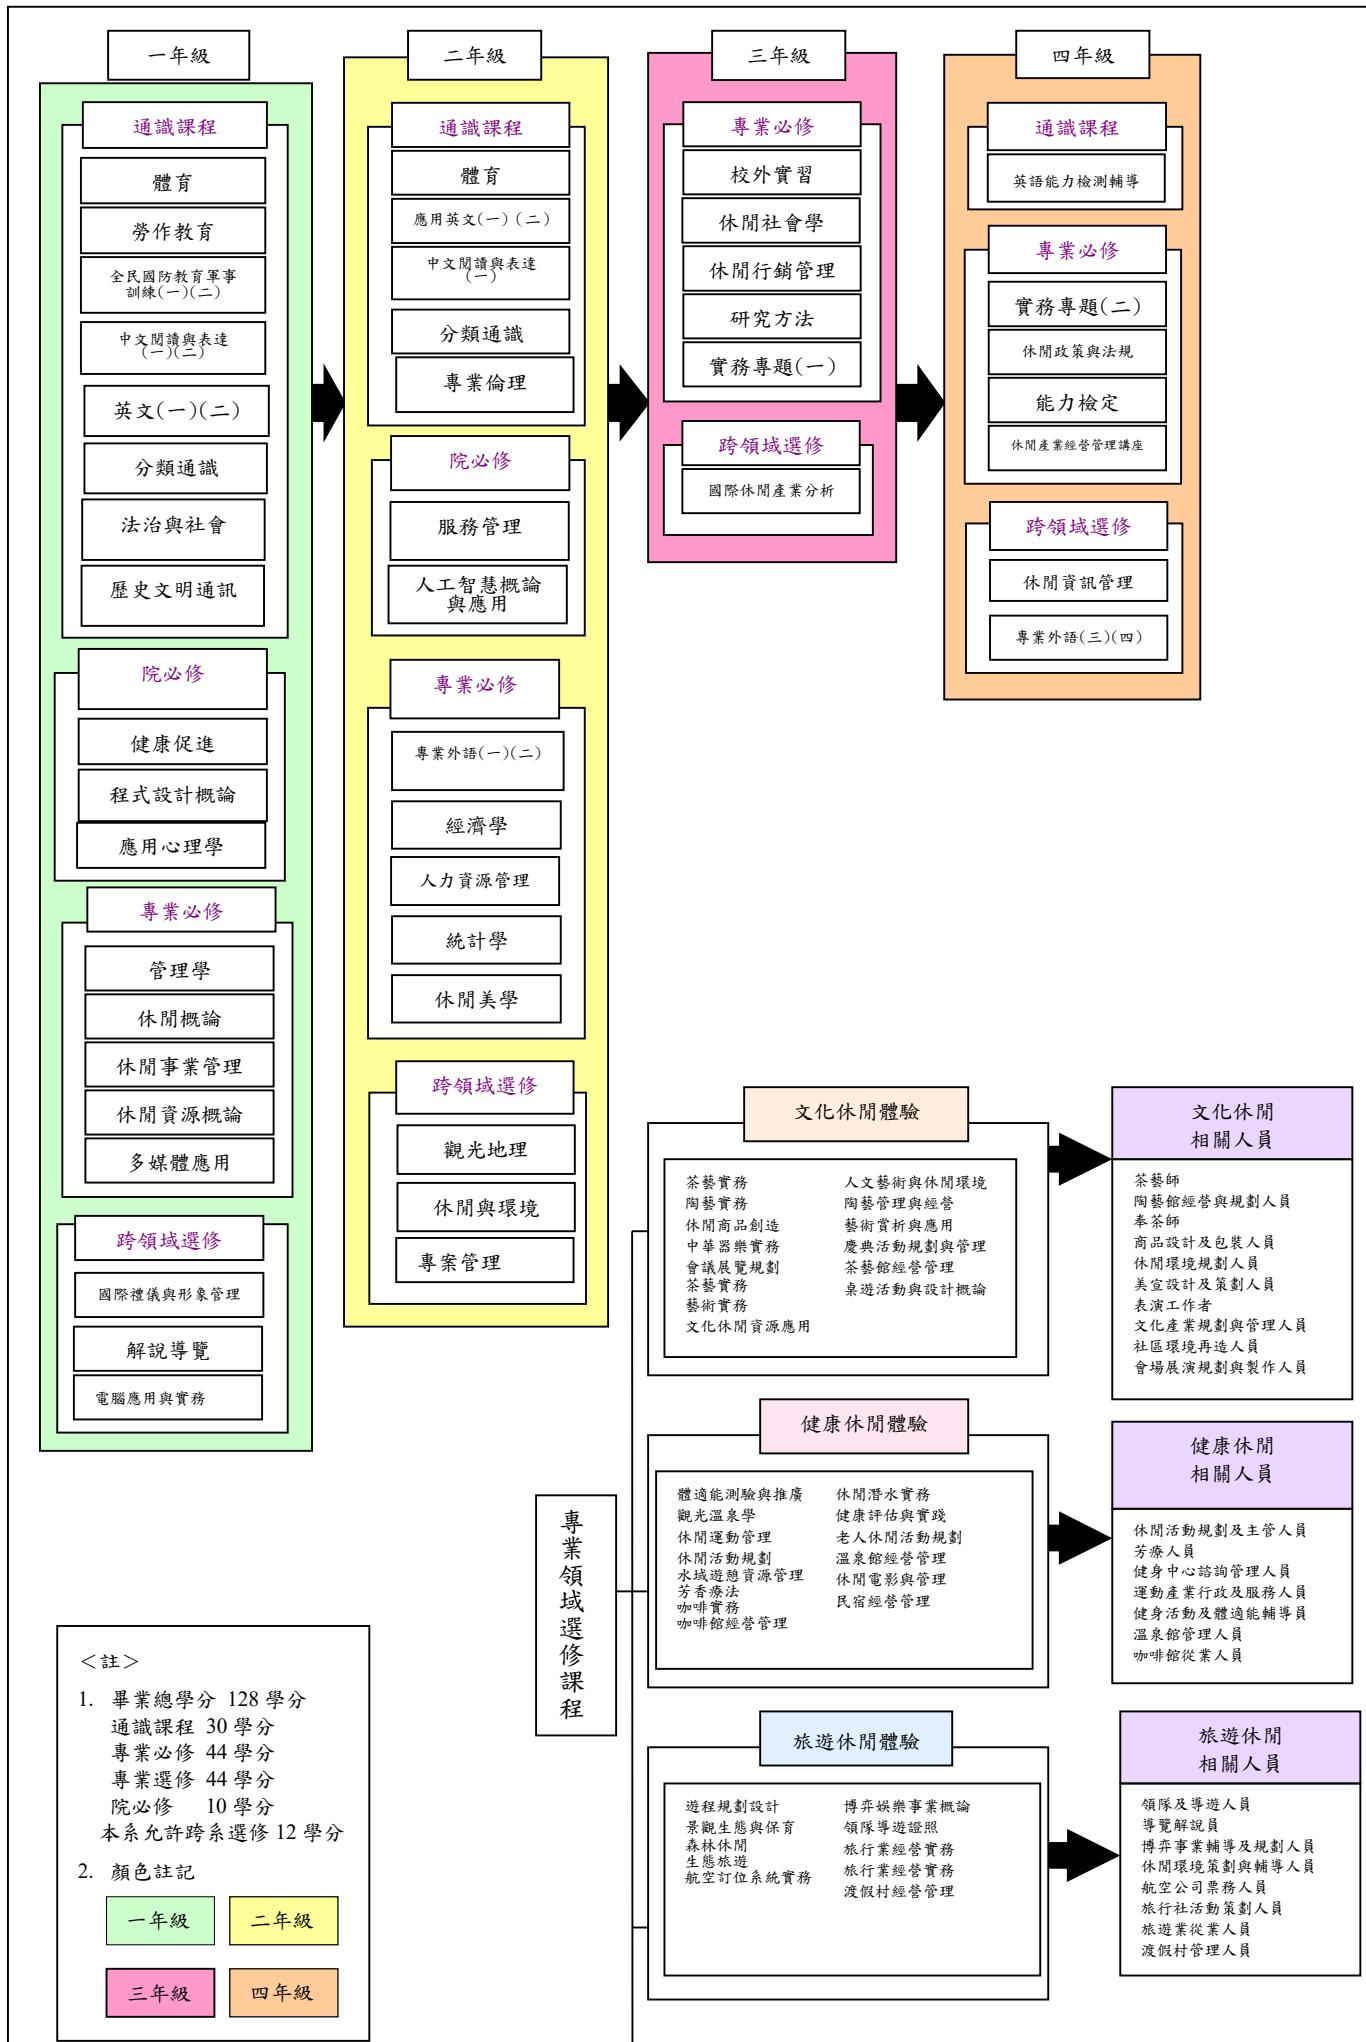 一年級
通識課程
體育
勞作教育
全民國防教育軍事
訓練(一)(二)
中文閱讀與表達
(一)(二)
英文(一)(二)
分類通識
法治與社會
歷史文明通訊
院必修
健康促進
程式設計概論
應用心理學
專業必修
管理學
休閒概論
休閒事業管理
休閒資源概論
多媒體應用
跨領域選修
國際禮儀與形象管理
解說導覽
電腦應用與實務
二年級
通識課程
體育
應用英文(一)(二)
中文閱讀與表達
(一)
分類通識
專業倫理
院必修
服務管理
人工智慧概論
與應用
專業必修
專業外語(一)(二)
經濟學
人力資源管理
統計學
休閒美學
跨領域選修
觀光地理
休閒與環境
專案管理
三年級
專業必修
校外實習
休閒社會學
休閒行銷管理
研究方法
實務專題(一)
跨領域選修
國際休閒產業分析
四年級
通識課程
英語能力檢測輔導
專業必修
實務專題(二)
休閒政策與法規
能力檢定
休閒產業經營管理講座
跨領域選修
休閒資訊管理
專業外語(三)(四)
專業領域選修課程
文化休閒體驗
茶藝實務
陶藝實務
休閒商品創造
中華器樂實務
會議展覽規劃
茶藝實務
藝術實務
文化休閒資源應用
人文藝術與休閒環境
陶藝管理與經營
藝術賞析與應用
慶典活動規劃與管理
茶藝館經營管理
桌遊活動與設計概論
文化休閒
相關人員
茶藝師
陶藝館經營與規劃人員
奉茶師
商品設計及包裝人員
休閒環境規劃人員
美宣設計及策劃人員
表演工作者
文化產業規劃與管理人員
社區環境再造人員
會場展演規劃與製作人員
健康休閒體驗
體適能測驗與推廣
觀光溫泉學
休閒運動管理
休閒活動規劃
水域遊憩資源管理
芳香療法
咖啡實務
咖啡館經營管理
休閒潛水實務
健康評估與實踐
老人休閒活動規劃
溫泉館經營管理
休閒電影與管理
民宿經營管理
健康休閒
相關人員
休閒活動規劃及主管人員
芳療人員
健身中心諮詢管理人員
運動產業行政及服務人員
健身活動及體適能輔導員
溫泉館管理人員
咖啡館從業人員
旅遊休閒體驗
遊程規劃設計
景觀生態與保育
森林休閒
生態旅遊
航空訂位系統實務
博弈娛樂事業概論
領隊導遊證照
旅行業經營實務
旅行業經營實務
渡假村經營管理
旅遊休閒
相關人員
領隊及導遊人員
導覽解說員
博弈事業輔導及規劃人員
休閒環境策劃與輔導人員
航空公司票務人員
旅行社活動策劃人員
旅遊業從業人員
渡假村管理人員
＜註＞
1. 畢業總學分 128 學分
通識課程 30 學分
專業必修 44 學分
專業選修 44 學分
院必修 10 學分
本系允許跨系選修 12 學分
2. 顏色註記
一年級
二年級
三年級
四年級